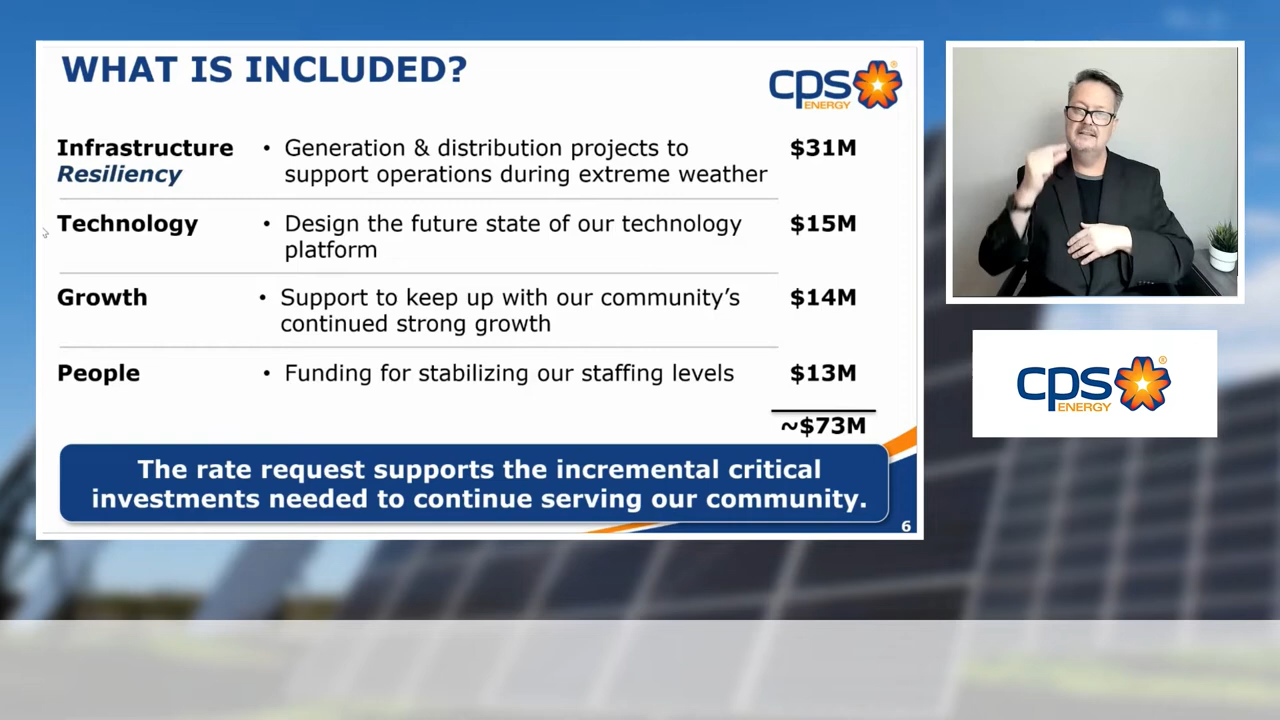 WHAT IS INCLUDED?
cps®
ENERGY
Infrastructure
Resiliency
• Generation & distribution projects to
support operations during extreme weather
$31M
Technology
• Design the future state of our technology
platform
$15M
Growth
• Support to keep up with our community’s
continued strong growth
$14M
People
• Funding for stabilizing our staffing levels
$13M
~$73M
The rate request supports the incremental critical
investments needed to continue serving our community.
6
cps®
ENERGY